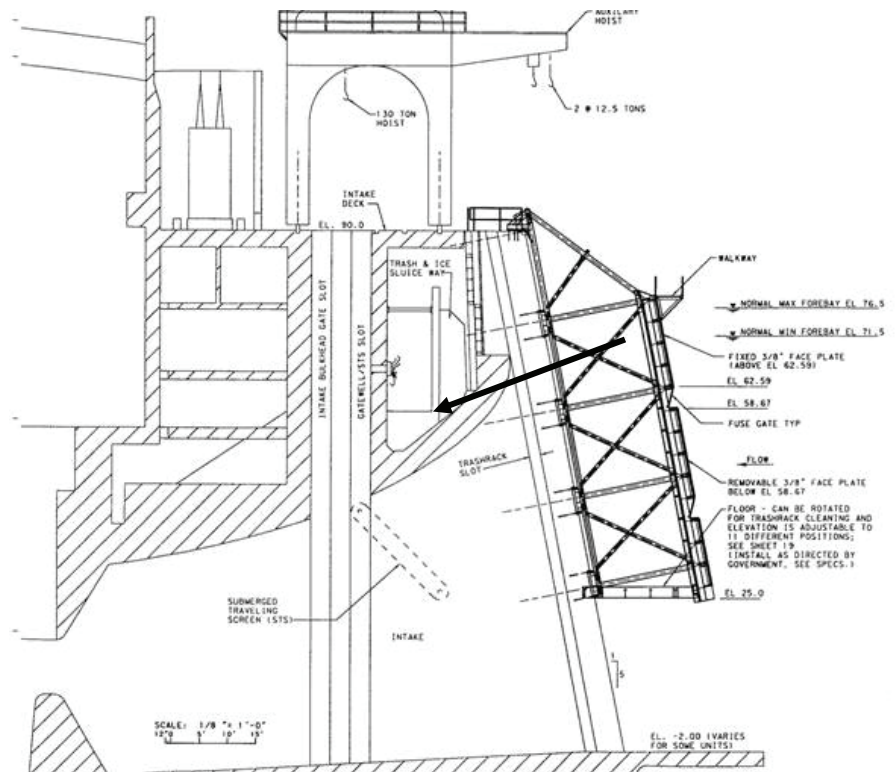 HOIST
130 TON
HOIST
2 @ 12.5 TONS
INTAKE
DECK
EL. 90.0
TRASH & ICE
SLUICE WAY
INTAKE BULKHEAD GATE SLOT
GATEWELL/STS SLOT
WALKWAY
NORMAL MAX FOREBAY EL 76.5
NORMAL MIN FOREBAY EL 71.5
FIXED 3/8" FACE PLATE
(ABOVE EL 62.59)
EL 62.59
EL 58.67
FUSE GATE TYP
FLOW
TRASHRACK
SLOT
REMOVABLE 3/8" FACE PLATE
BELOW EL 58.67
FLOOR - CAN BE ROTATED
FOR TRASHRACK CLEANING AND
ELEVATION IS ADJUSTABLE TO
11 DIFFERENT POSITIONS;
SEE SHEET 19
(INSTALL AS DIRECTED BY
GOVERNMENT, SEE SPECS.)
EL 25.0
SUBMERGED
TRAVELING
SCREEN (STS)
INTAKE
1
5
SCALE: 1/8 "= 1'-0"
0 5' 10' 15'
EL. -2.00 (VARIES
FOR SOME UNITS)